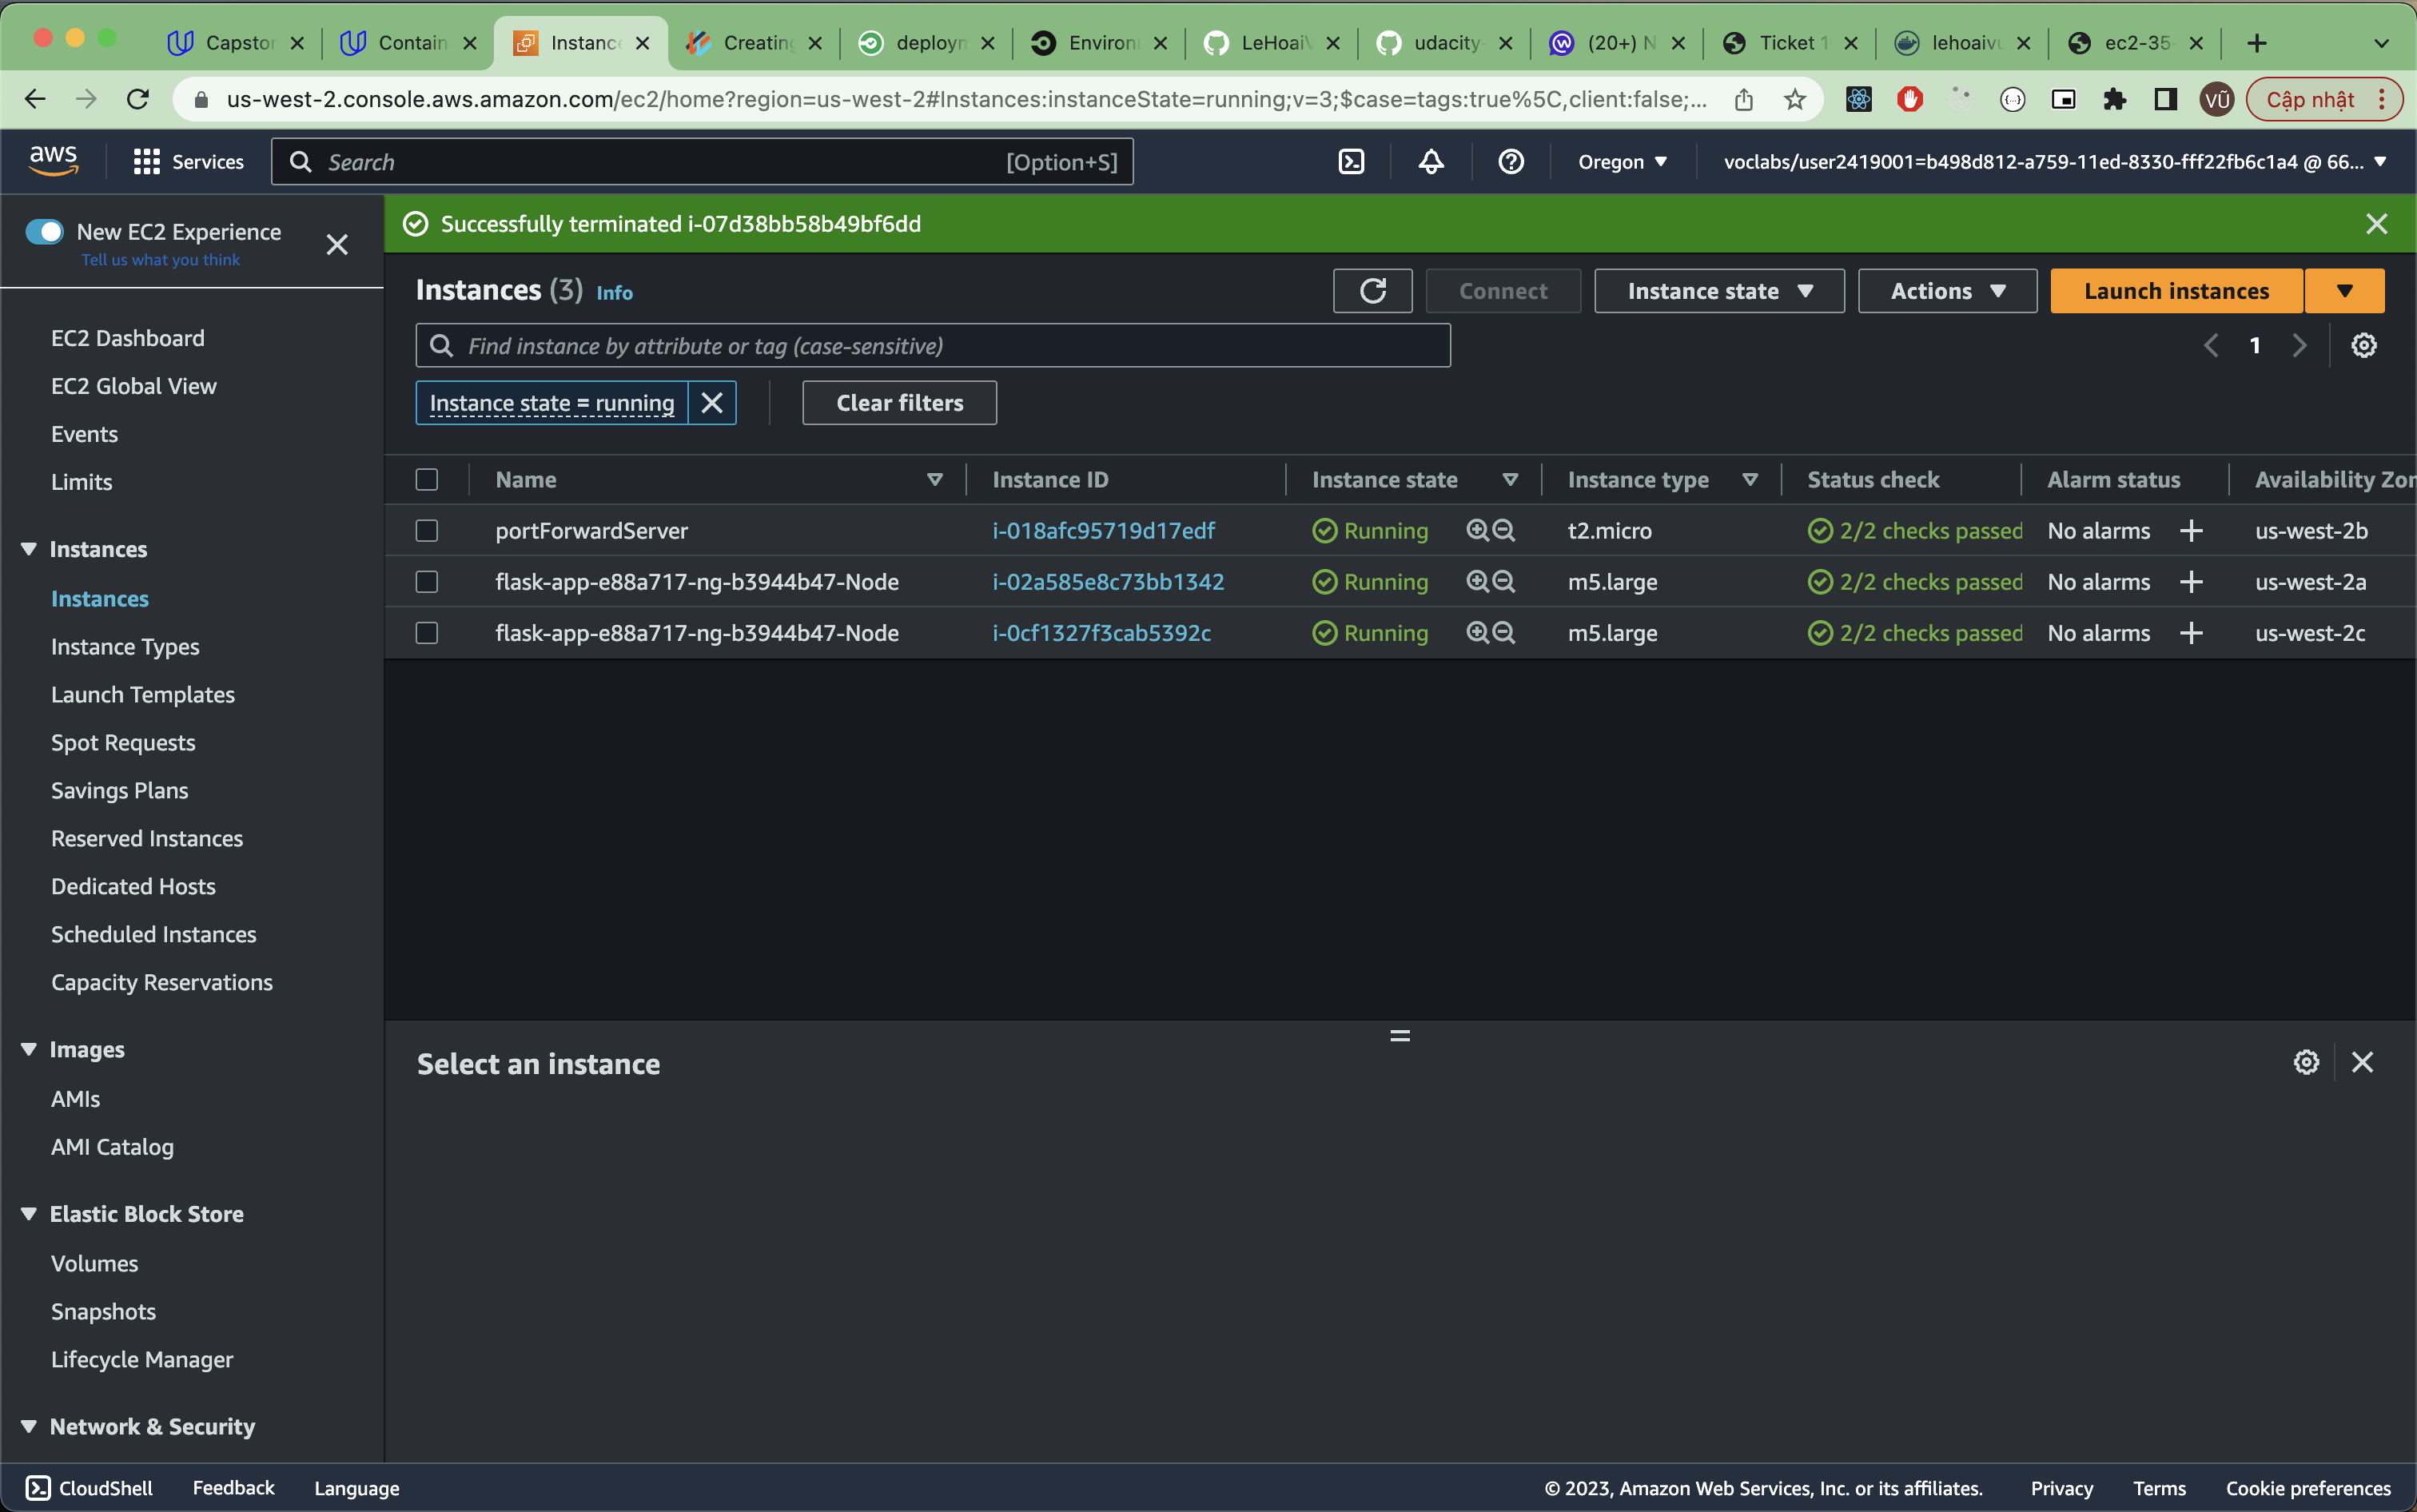 Capstor
Contain
Instance
Creating
deploym
Environ
LeHoaiV
udacity-
(20+) N
Ticket 1
lehoaivu
ec2-35-
us-west-2.console.aws.amazon.com/ec2/home?region=us-west-2#Instances:instanceState=running;v=3;$case=tags:true%5C,client:false;...
VŨ
Cập nhật
aws
Services
Search
[Option+S]
Oregon
voclabs/user2419001=b498d812-a759-11ed-8330-fff22fb6c1a4 @ 66...
New EC2 Experience
Tell us what you think
EC2 Dashboard
EC2 Global View
Events
Limits
Instances
Instances
Instance Types
Launch Templates
Spot Requests
Savings Plans
Reserved Instances
Dedicated Hosts
Scheduled Instances
Capacity Reservations
Images
AMIs
AMI Catalog
Elastic Block Store
Volumes
Snapshots
Lifecycle Manager
Network & Security
Successfully terminated i-07d38bb58b49bf6dd
Instances (3) Info
Connect
Instance state
Actions
Launch instances
Find instance by attribute or tag (case-sensitive)
1
Instance state = running
Clear filters
Name Instance ID Instance state Instance type Status check Alarm status Availability Zon
portForwardServer i-018afc95719d17edf Running t2.micro 2/2 checks passed No alarms us-west-2b
flask-app-e88a717-ng-b3944b47-Node i-02a585e8c73bb1342 Running m5.large 2/2 checks passed No alarms us-west-2a
flask-app-e88a717-ng-b3944b47-Node i-0cf1327f3cab5392c Running m5.large 2/2 checks passed No alarms us-west-2c
Select an instance
CloudShell
Feedback
Language
© 2023, Amazon Web Services, Inc. or its affiliates.
Privacy
Terms
Cookie preferences